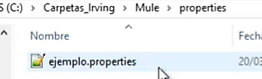 s (C:) > Carpetas_Irving > Mule > properties
Nombre
Fecha
ejemplo.properties
20/03